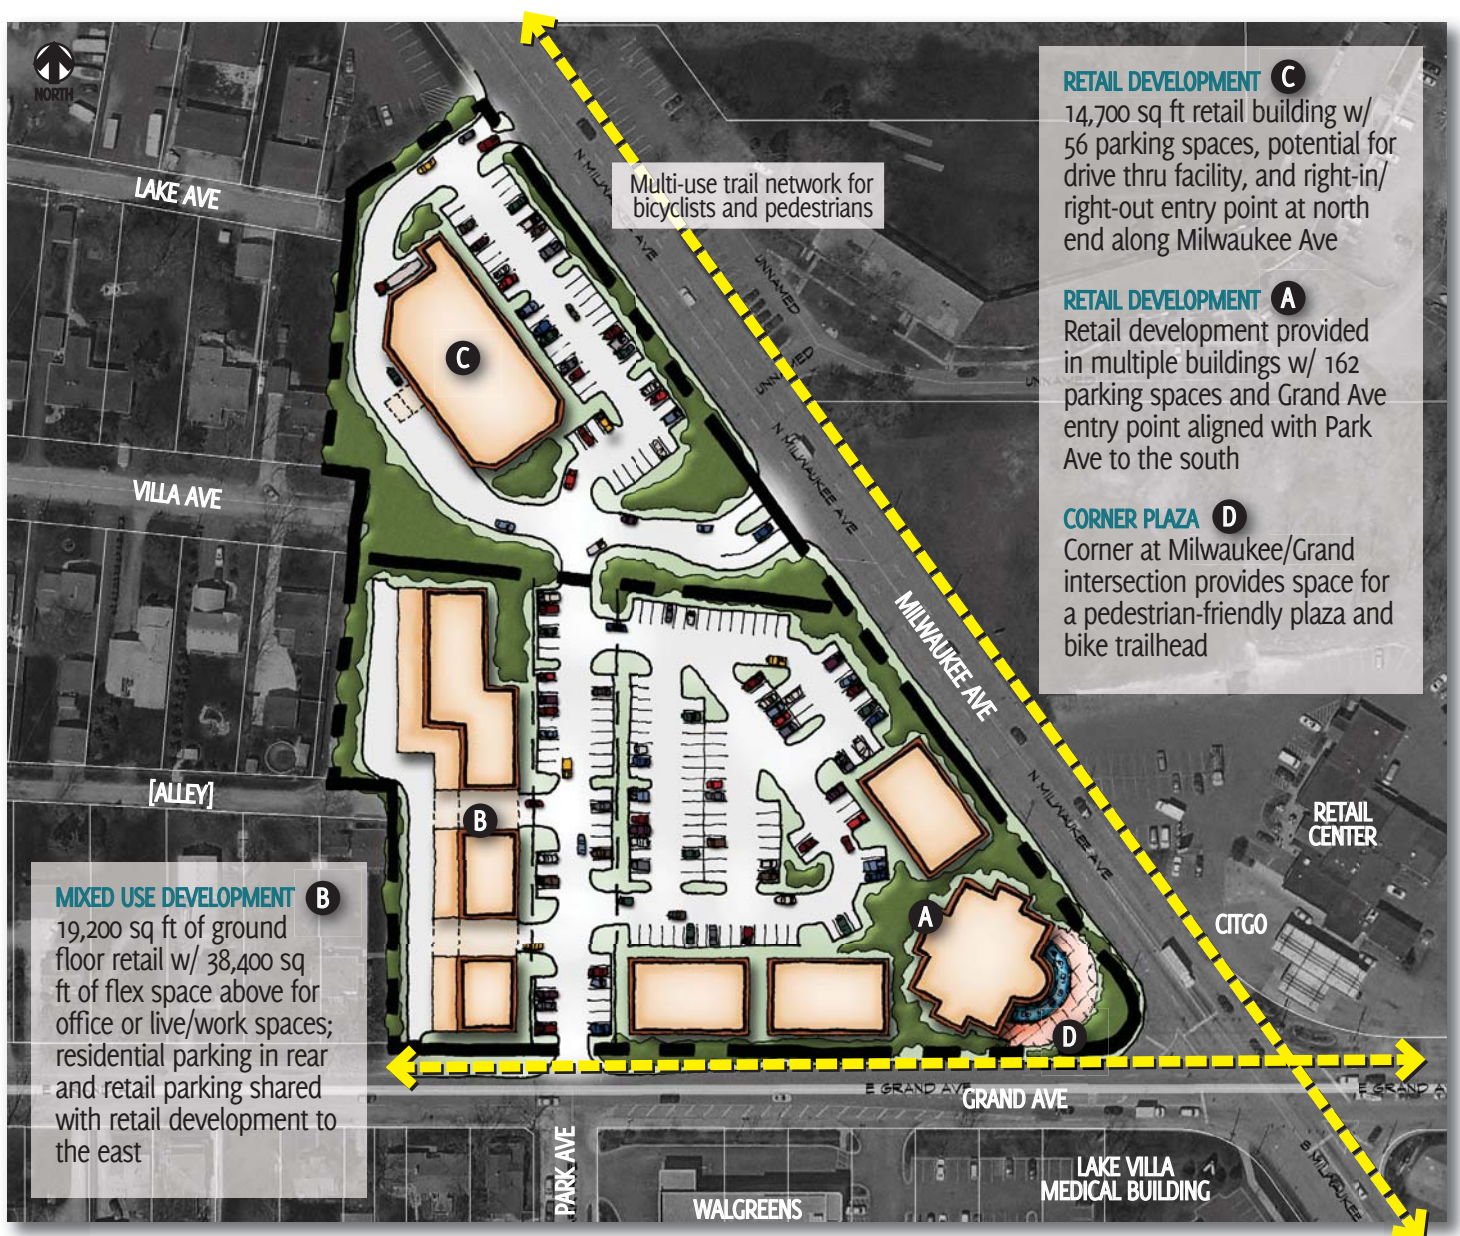 NORTH
LAKE AVE
VILLA AVE
[ALLEY]
Multi-use trail network for
bicyclists and pedestrians
UNNAMED
UNNAMED
N MILWAUKEE AVE
MILWAUKEE AVE
N MILWAUKEE AVE
RETAIL DEVELOPMENT C
14,700 sq ft retail building w/
56 parking spaces, potential for
drive thru facility, and right-in/
right-out entry point at north
end along Milwaukee Ave
RETAIL DEVELOPMENT A
Retail development provided
in multiple buildings w/ 162
parking spaces and Grand Ave
entry point aligned with Park
Ave to the south
CORNER PLAZA D
Corner at Milwaukee/Grand
intersection provides space for
a pedestrian-friendly plaza and
bike trailhead
C
B
A
D
RETAIL
CENTER
CITGO
MIXED USE DEVELOPMENT B
19,200 sq ft of ground
floor retail w/ 38,400 sq
ft of flex space above for
office or live/work spaces;
residential parking in rear
and retail parking shared
with retail development to
the east
E GRAND AVE
GRAND AVE
E GRAND A
PARK AVE
WALGREENS
LAKE VILLA
MEDICAL BUILDING
S MILWAUKEE